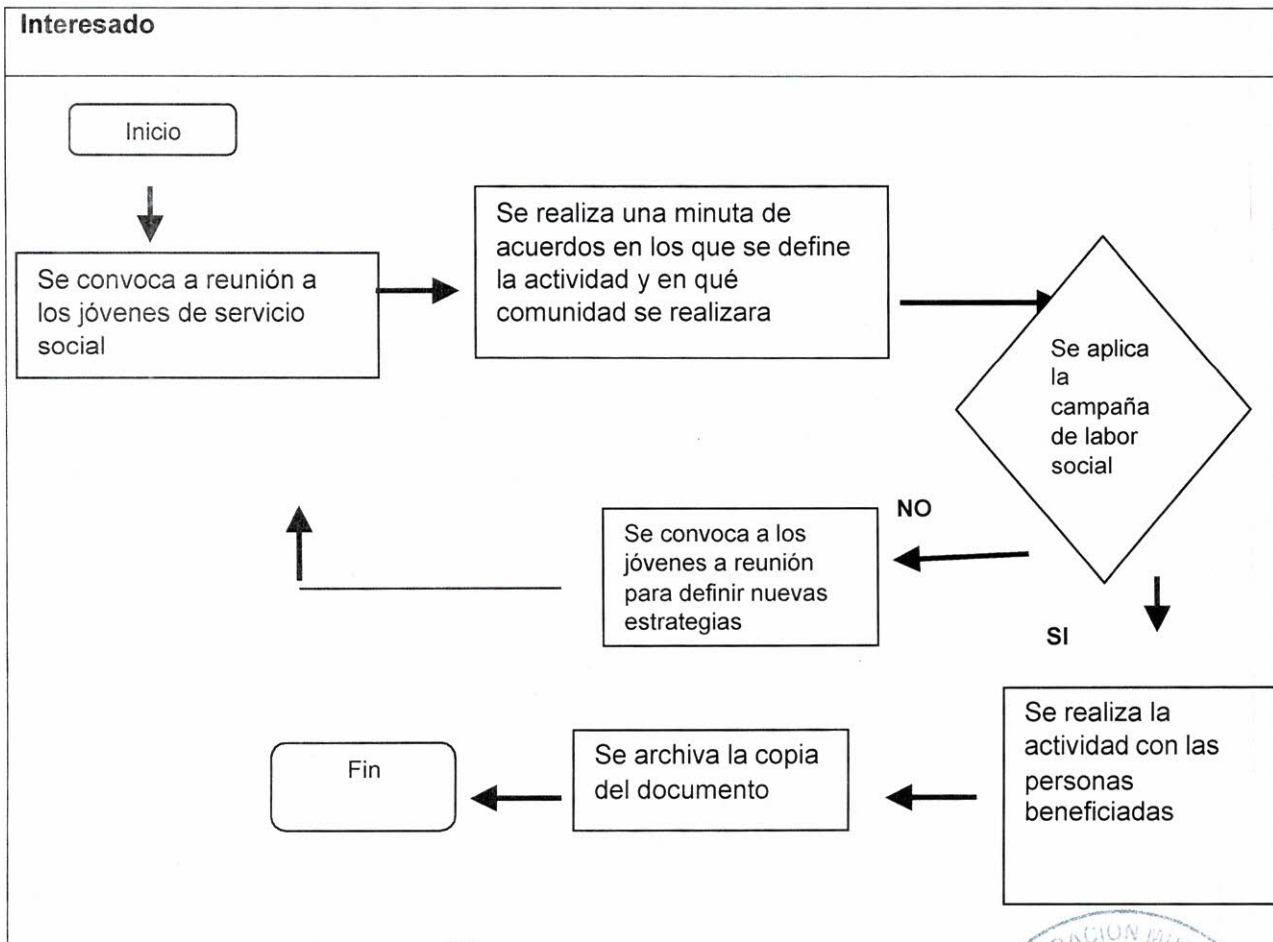 Interesado
Inicio
Se convoca a reunión a
los jóvenes de servicio
social
Se realiza una minuta de
acuerdos en los que se define
la actividad y en qué
comunidad se realizara
Se aplica
la
campaña
de labor
social
NO
Se convoca a los
jóvenes a reunión
para definir nuevas
estrategias
SI
Se realiza la
actividad con las
personas
beneficiadas
Se archiva la copia
del documento
Fin